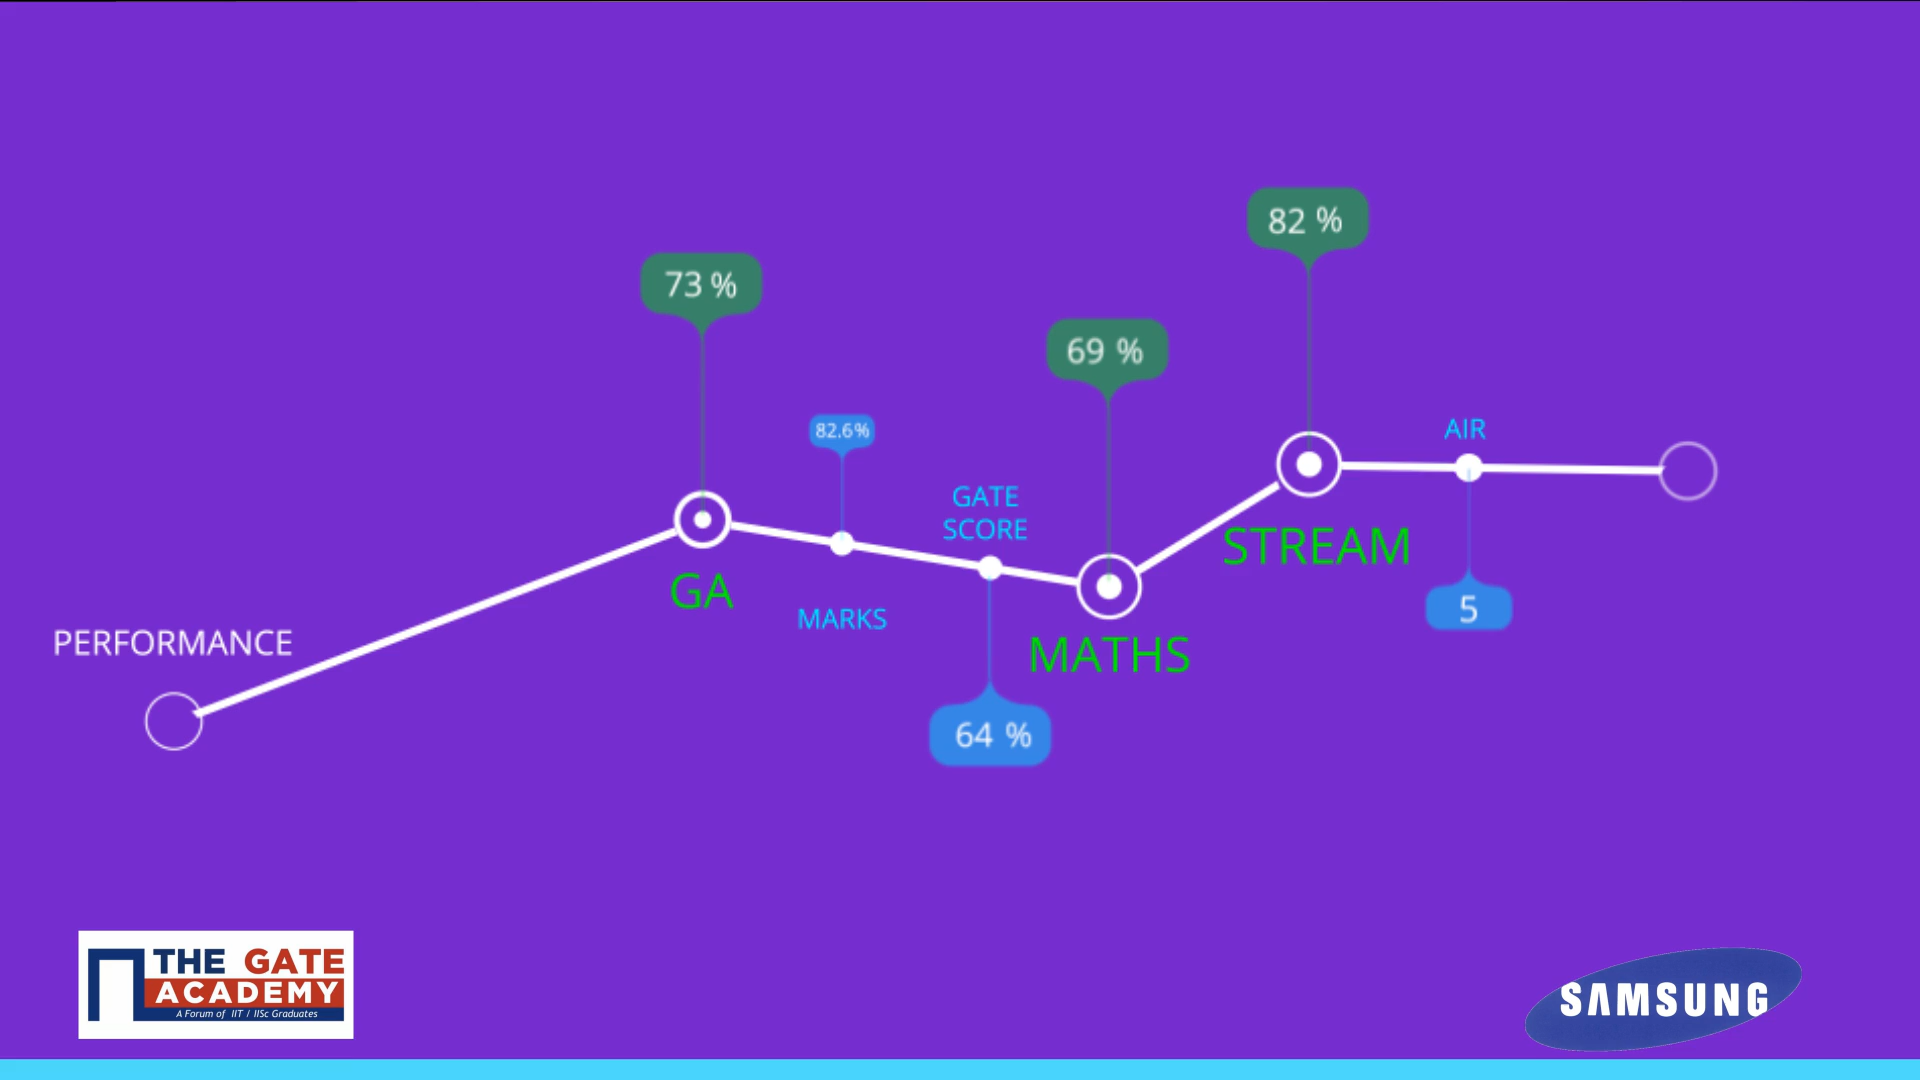 82 %
73 %
69 %
82.6%
AIR
GATE
SCORE
STREAM
GA
MARKS
5
PERFORMANCE
MATHS
64 %
THE GATE
ACADEMY
A Forum of IIT / IISc Graduates
SAMSUNG